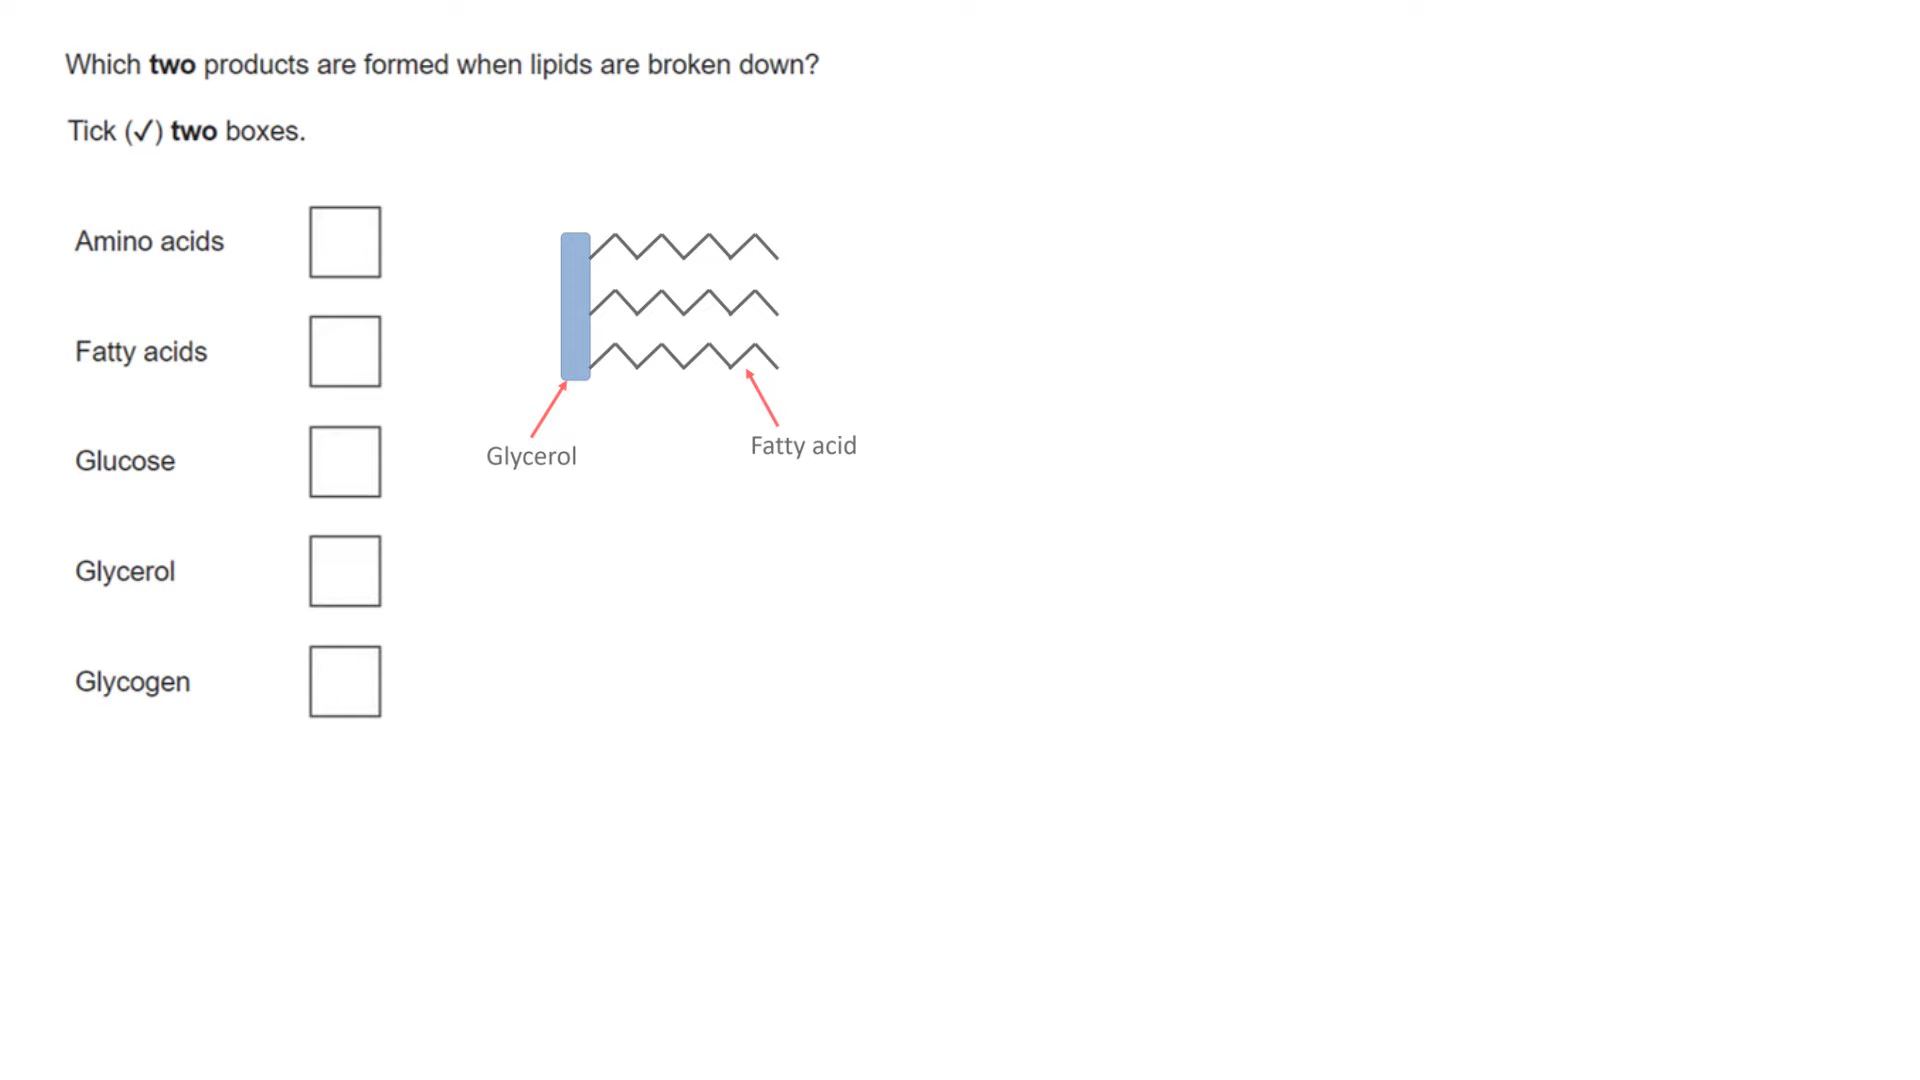 Which two products are formed when lipids are broken down?
Tick (✓) two boxes.
Amino acids
Fatty acids
Glucose
Glycerol
Glycogen
Glycerol
Fatty acid